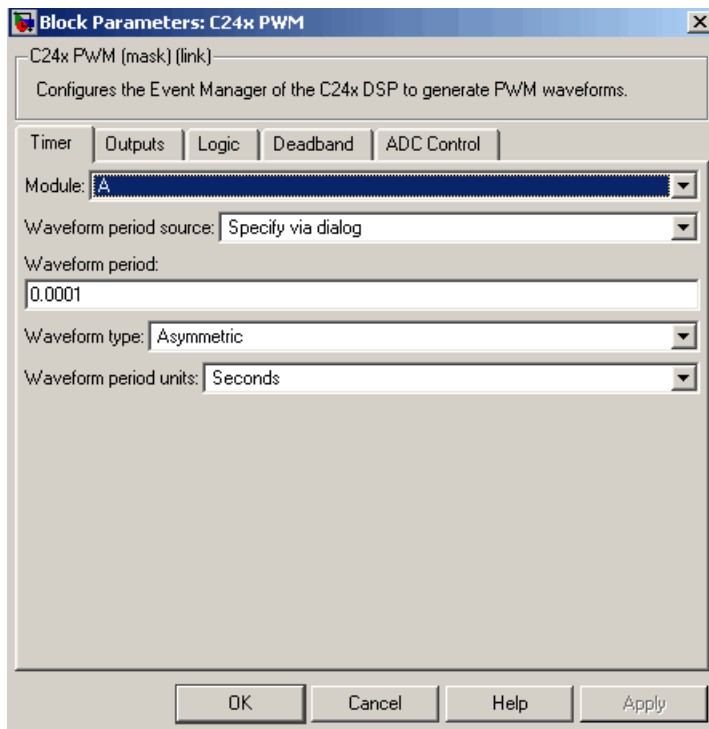 Block Parameters: C24x PWM
C24x PWM (mask) (link)
Configures the Event Manager of the C24x DSP to generate PWM waveforms.
Timer Outputs Logic Deadband ADC Control
Module: A
Waveform period source: Specify via dialog
Waveform period:
0.0001
Waveform type: Asymmetric
Waveform period units: Seconds
OK Cancel Help Apply